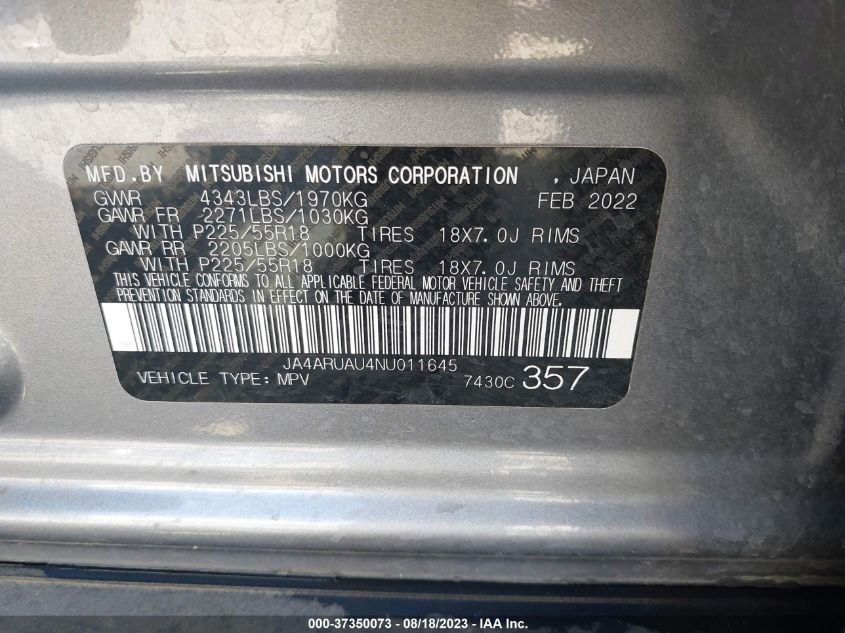 MFD.BY MITSUBISHI MOTORS CORPORATION , JAPAN
GVWR 4343LBS/1970KG FEB 2022
GAWR FR 2271LBS/1030KG
WITH P225/55R18 TIRES 18X7.0J RIMS
GAWR RR 2205LBS/1000KG
WITH P225/55R18 TIRES 18X7.0J RIMS
THIS VEHICLE CONFORMS TO ALL APPLICABLE FEDERAL MOTOR VEHICLE SAFETY AND THEFT
PREVENTION STANDARDS IN EFFECT ON THE DATE OF MANUFACTURE SHOWN ABOVE.
JA4ARUAU4NU011645
VEHICLE TYPE: MPV 7430C 357
000-37350073 - 08/18/2023 - IAAI. Inc.